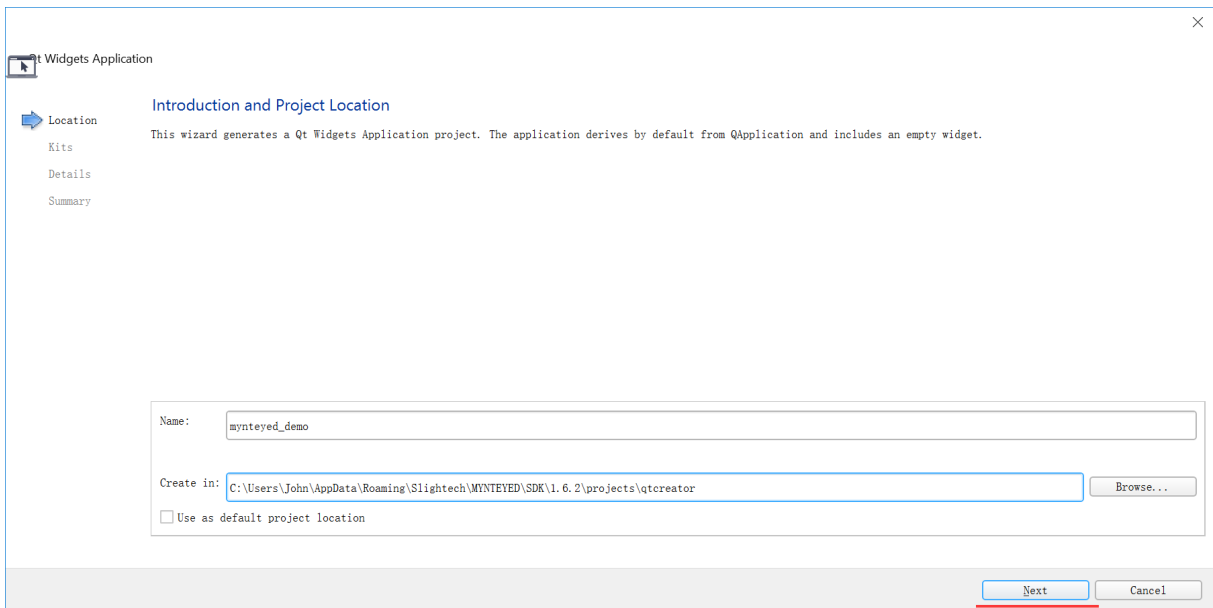 Qt Widgets Application
Location
Kits
Details
Summary
Introduction and Project Location
This wizard generates a Qt Widgets Application project. The application derives by default from QApplication and includes an empty widget.
Name:
mynteyed_demo
Create in:
C:\Users\John\AppData\Roaming\Slightech\MYNTEYED\SDK\1.6.2\projects\qtcreator
Browse...
Use as default project location
Next
Cancel